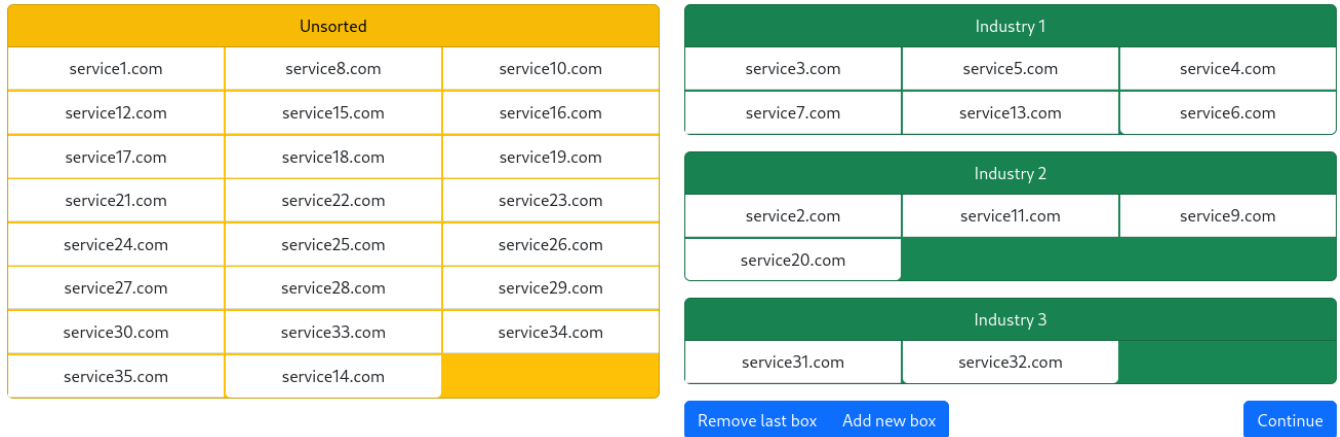 Unsorted
service1.com service8.com service10.com
service12.com service15.com service16.com
service17.com service18.com service19.com
service21.com service22.com service23.com
service24.com service25.com service26.com
service27.com service28.com service29.com
service30.com service33.com service34.com
service35.com service14.com
Industry 1
service3.com service5.com service4.com
service7.com service13.com service6.com
Industry 2
service2.com service11.com service9.com
service20.com
Industry 3
service31.com service32.com
Remove last box Add new box Continue